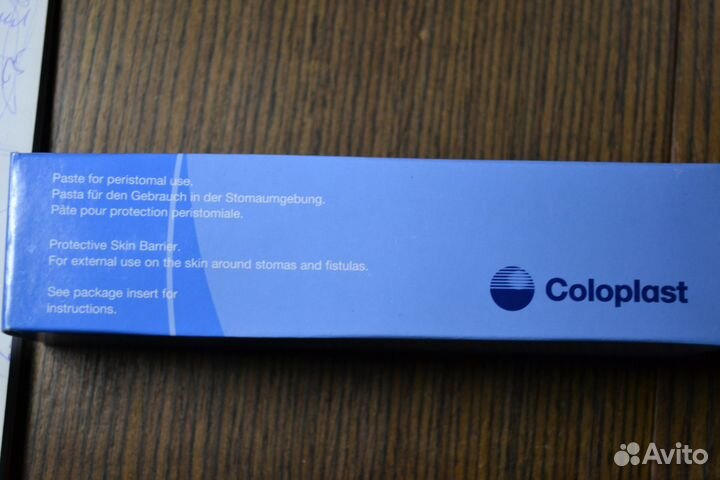 Paste for peristomal use.
Pasta für den Gebrauch in der Stomaumgebung.
Pâte pour protection peristomiale.
Protective Skin Barrier.
For external use on the skin around stomas and fistulas.
See package insert for
instructions.
Coloplast
Avito